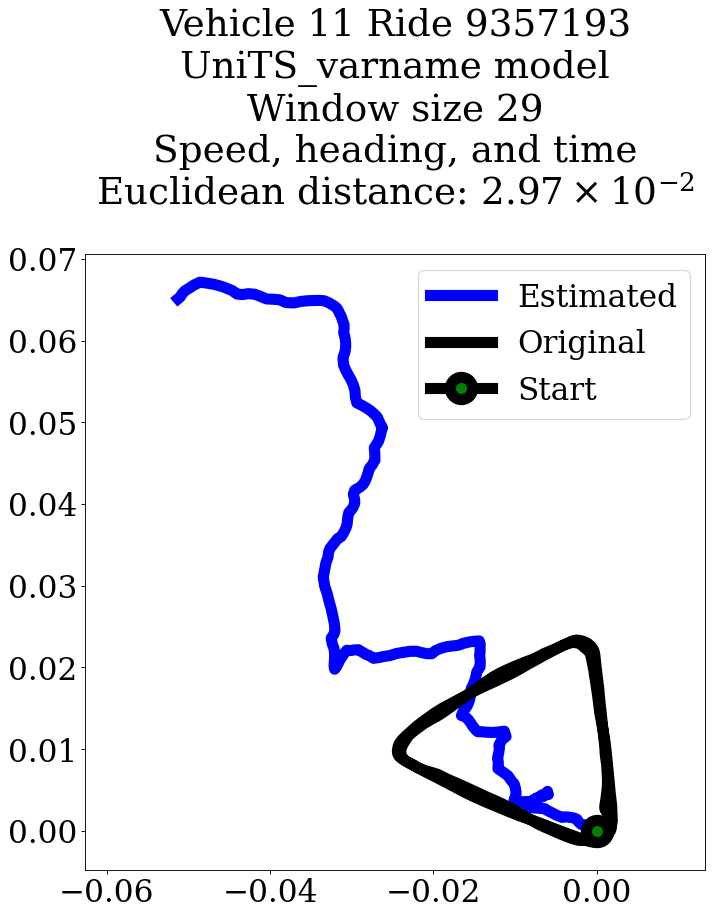 Vehicle 11 Ride 9357193
UniTS_varname model
Window size 29
Speed, heading, and time
Euclidean distance: 2.97 × 10⁻²
0.07
0.06
0.05
0.04
0.03
0.02
0.01
0.00
Estimated
Original
Start
−0.06 −0.04 −0.02 0.00